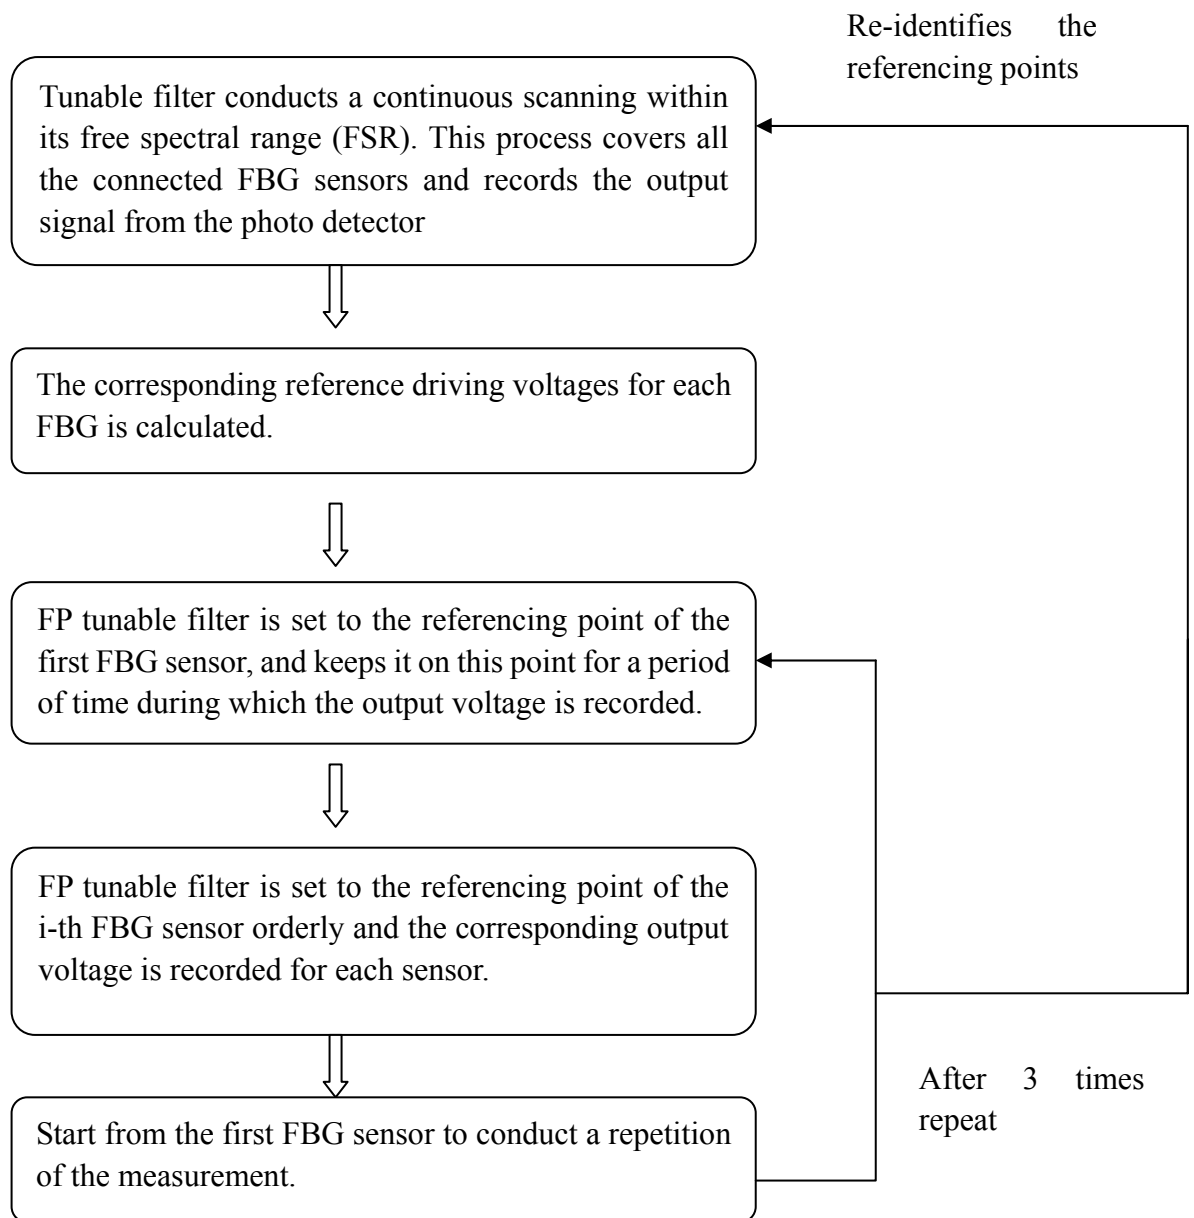 Re-identifies the
referencing points
Tunable filter conducts a continuous scanning within
its free spectral range (FSR). This process covers all
the connected FBG sensors and records the output
signal from the photo detector
The corresponding reference driving voltages for each
FBG is calculated.
FP tunable filter is set to the referencing point of the
first FBG sensor, and keeps it on this point for a period
of time during which the output voltage is recorded.
FP tunable filter is set to the referencing point of the
i-th FBG sensor orderly and the corresponding output
voltage is recorded for each sensor.
After 3 times
repeat
Start from the first FBG sensor to conduct a repetition
of the measurement.